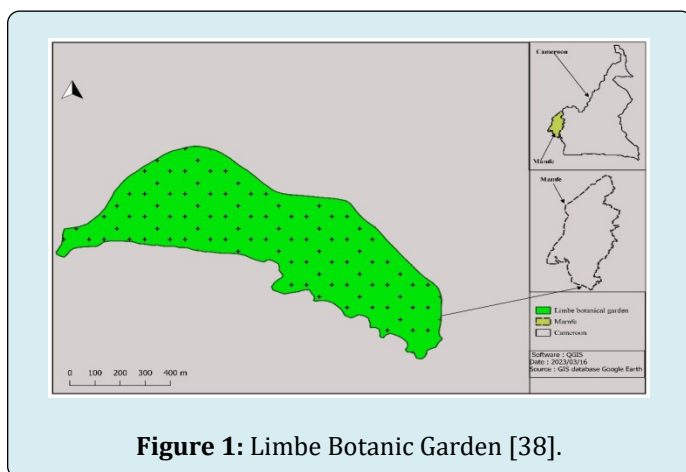 Cameroon
Mamfe
Mamfe
Limbe botanical garden
Mamfe
Cameroon
Software : QGIS
Date : 2023/03/16
Source : GIS database Google Earth
0 100 200 300 400 m
Figure 1: Limbe Botanic Garden [38].